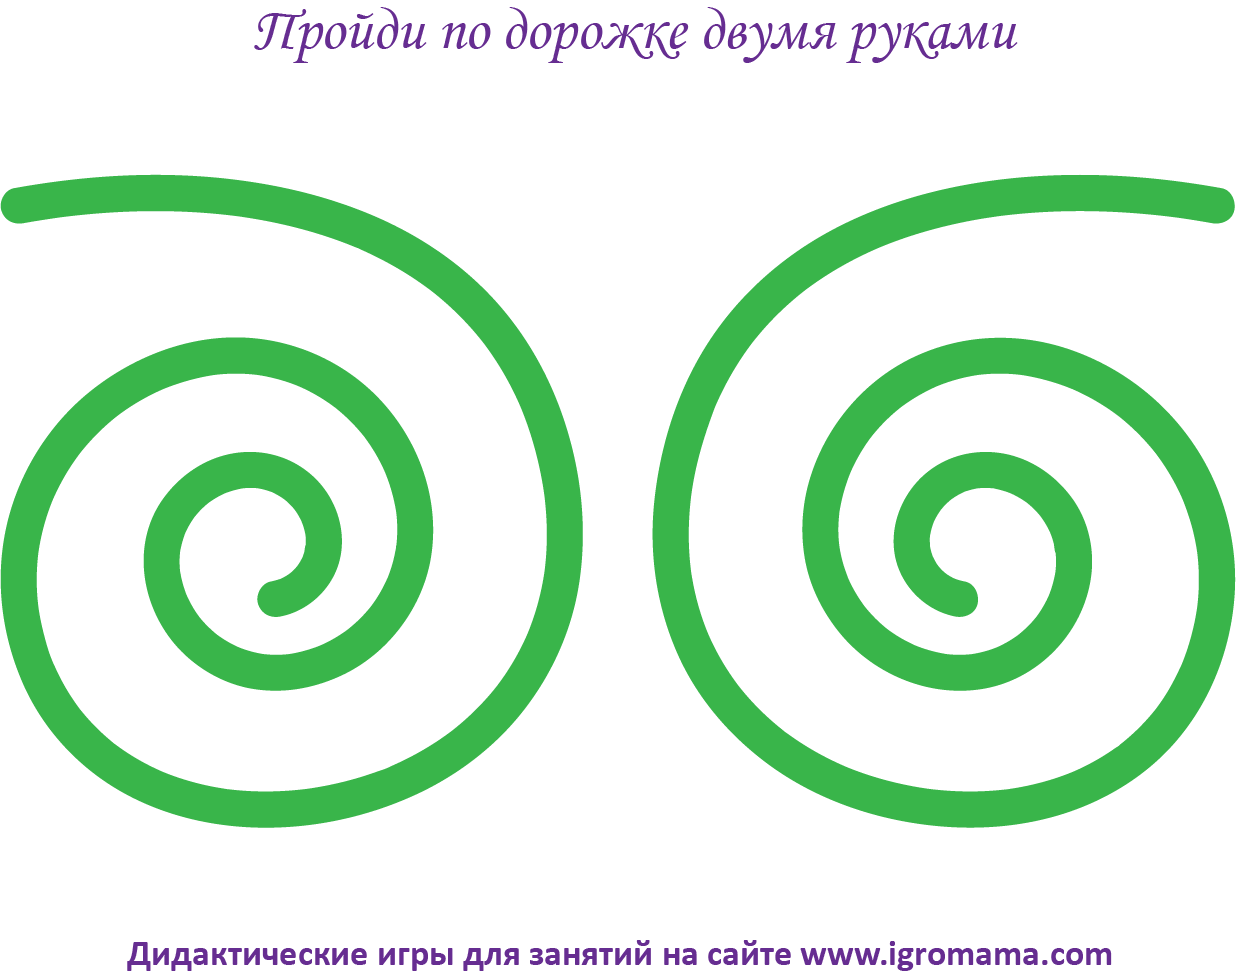 Пройди по дорожке двумя руками
Дидактические игры для занятий на сайте www.igromama.com